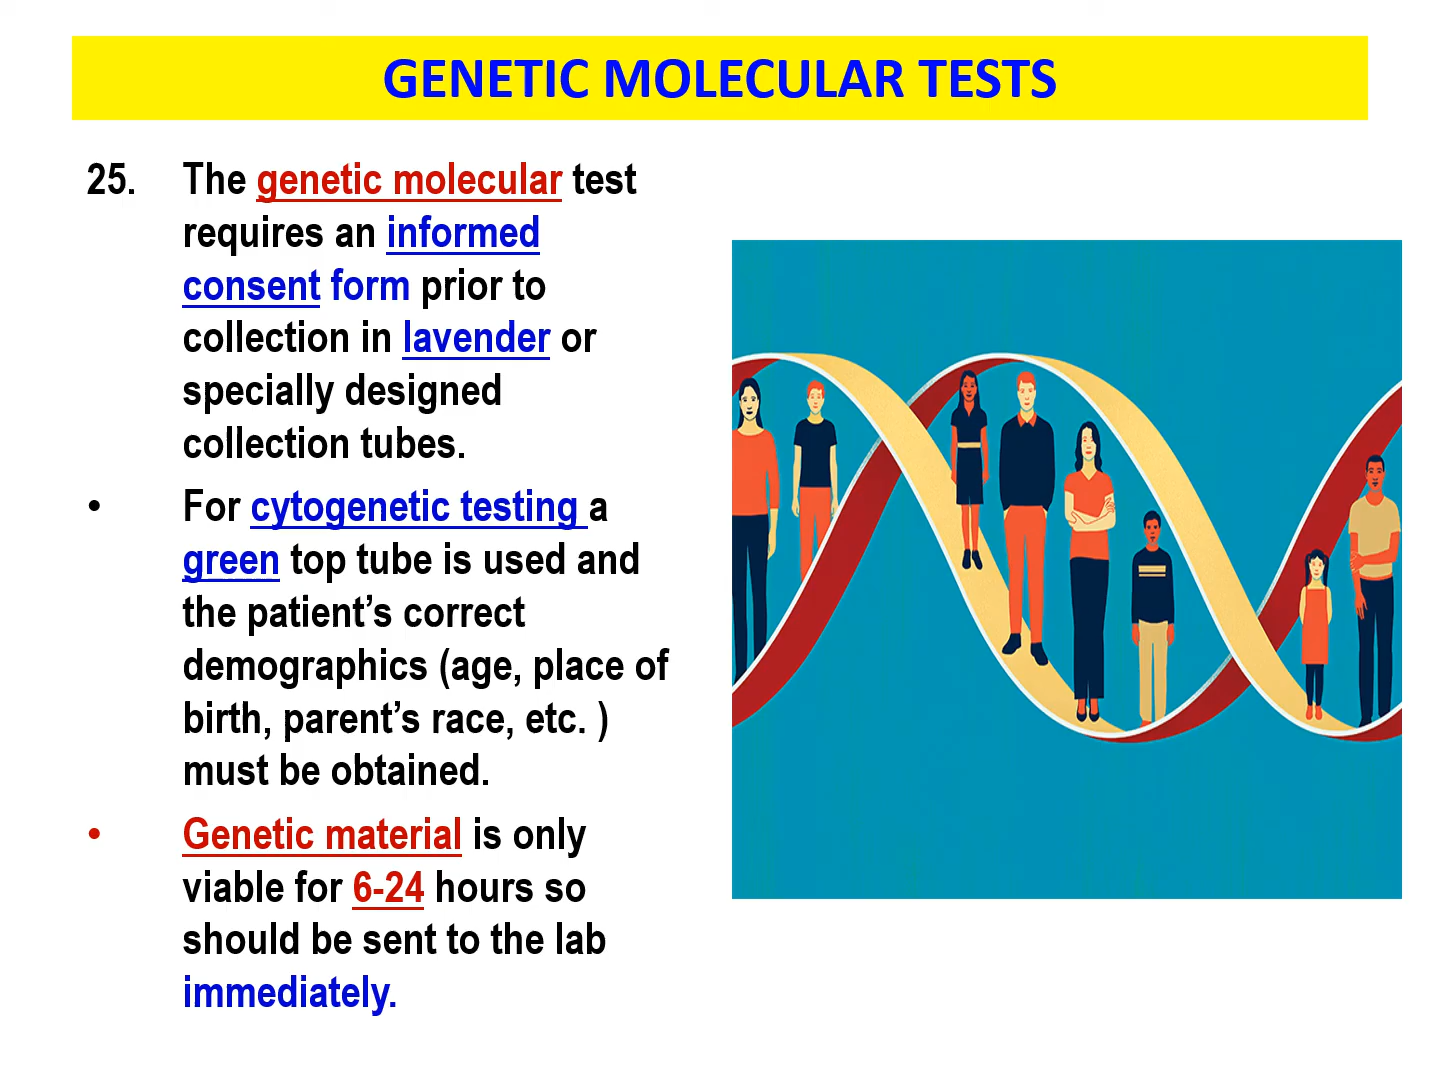 GENETIC MOLECULAR TESTS
25. The genetic molecular test
requires an informed
consent form prior to
collection in lavender or
specially designed
collection tubes.
• For cytogenetic testing a
green top tube is used and
the patient’s correct
demographics (age, place of
birth, parent’s race, etc. )
must be obtained.
• Genetic material is only
viable for 6-24 hours so
should be sent to the lab
immediately.